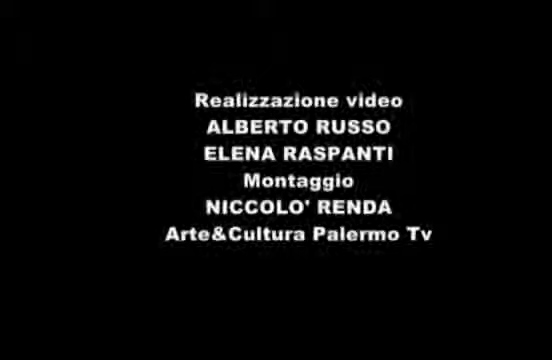 Realizzazione video
ALBERTO RUSSO
ELENA RASPANTI
Montaggio
NICCOLO' RENDA
Arte&Cultura Palermo Tv